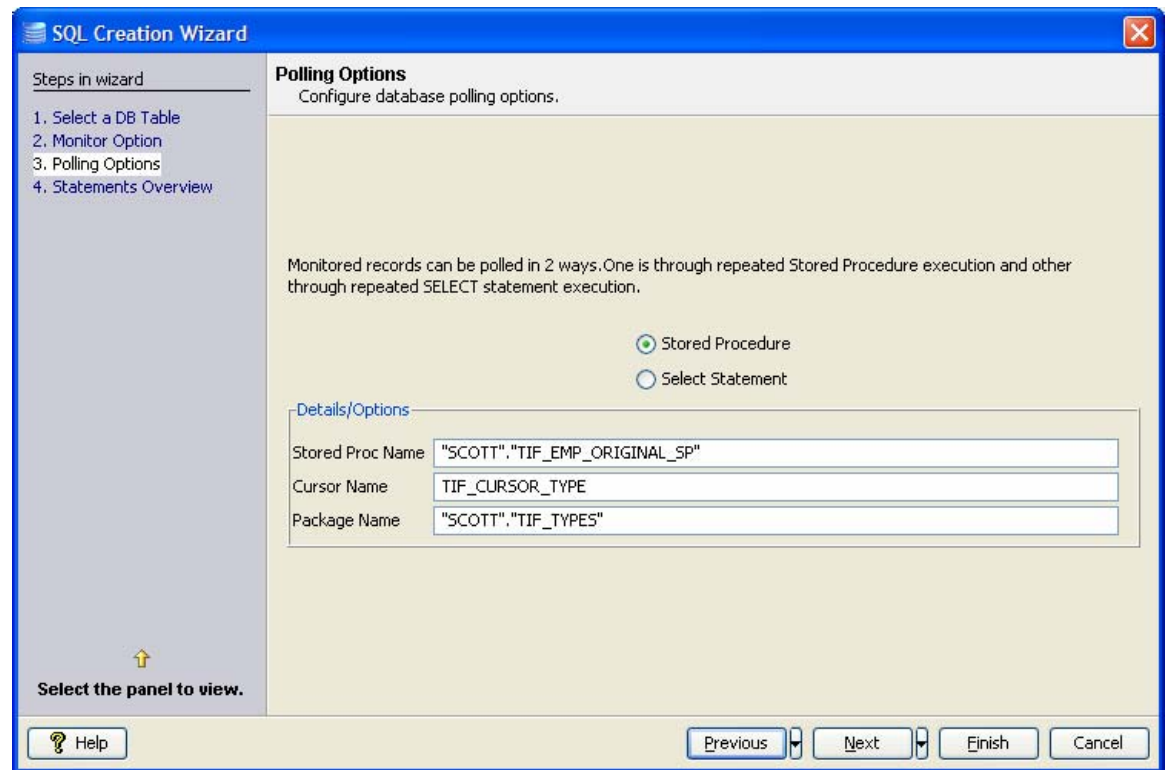 SQL Creation Wizard
Steps in wizard
1. Select a DB Table
2. Monitor Option
3. Polling Options
4. Statements Overview
Select the panel to view.
Polling Options
Configure database polling options.
Monitored records can be polled in 2 ways.One is through repeated Stored Procedure execution and other
through repeated SELECT statement execution.
Stored Procedure
Select Statement
Details/Options
Stored Proc Name "SCOTT"."TIF_EMP_ORIGINAL_SP"
Cursor Name TIF_CURSOR_TYPE
Package Name "SCOTT"."TIF_TYPES"
Help Previous Next Finish Cancel